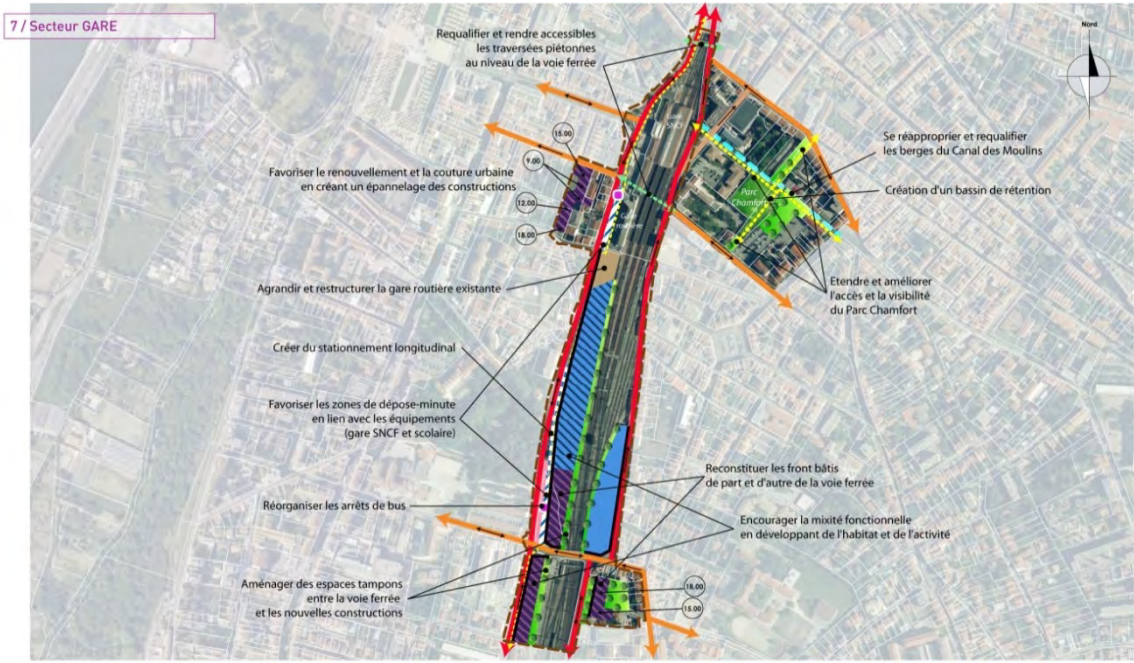 7 / Secteur GARE
Nord
Requalifier et rendre accessibles
les traversées piétonnes
au niveau de la voie ferrée
SNCF
Se réapproprier et requalifier
les berges du Canal des Moulins
Création d'un bassin de rétention
Parc
Chamfort
15.00
9.00
12.00
18.00
Favoriser le renouvellement et la couture urbaine
en créant un épannelage des constructions
Agrandir et restructurer la gare routière existante
Etendre et améliorer
l'accès et la visibilité
du Parc Chamfort
Créer du stationnement longitudinal
Favoriser les zones de dépose-minute
en lien avec les équipements
(gare SNCF et scolaire)
Réorganiser les arrêts de bus
Reconstituer les front bâtis
de part et d'autre de la voie ferrée
Encourager la mixité fonctionnelle
en développant de l'habitat et de l'activité
Aménager des espaces tampons
entre la voie ferrée
et les nouvelles constructions
18.00
15.00